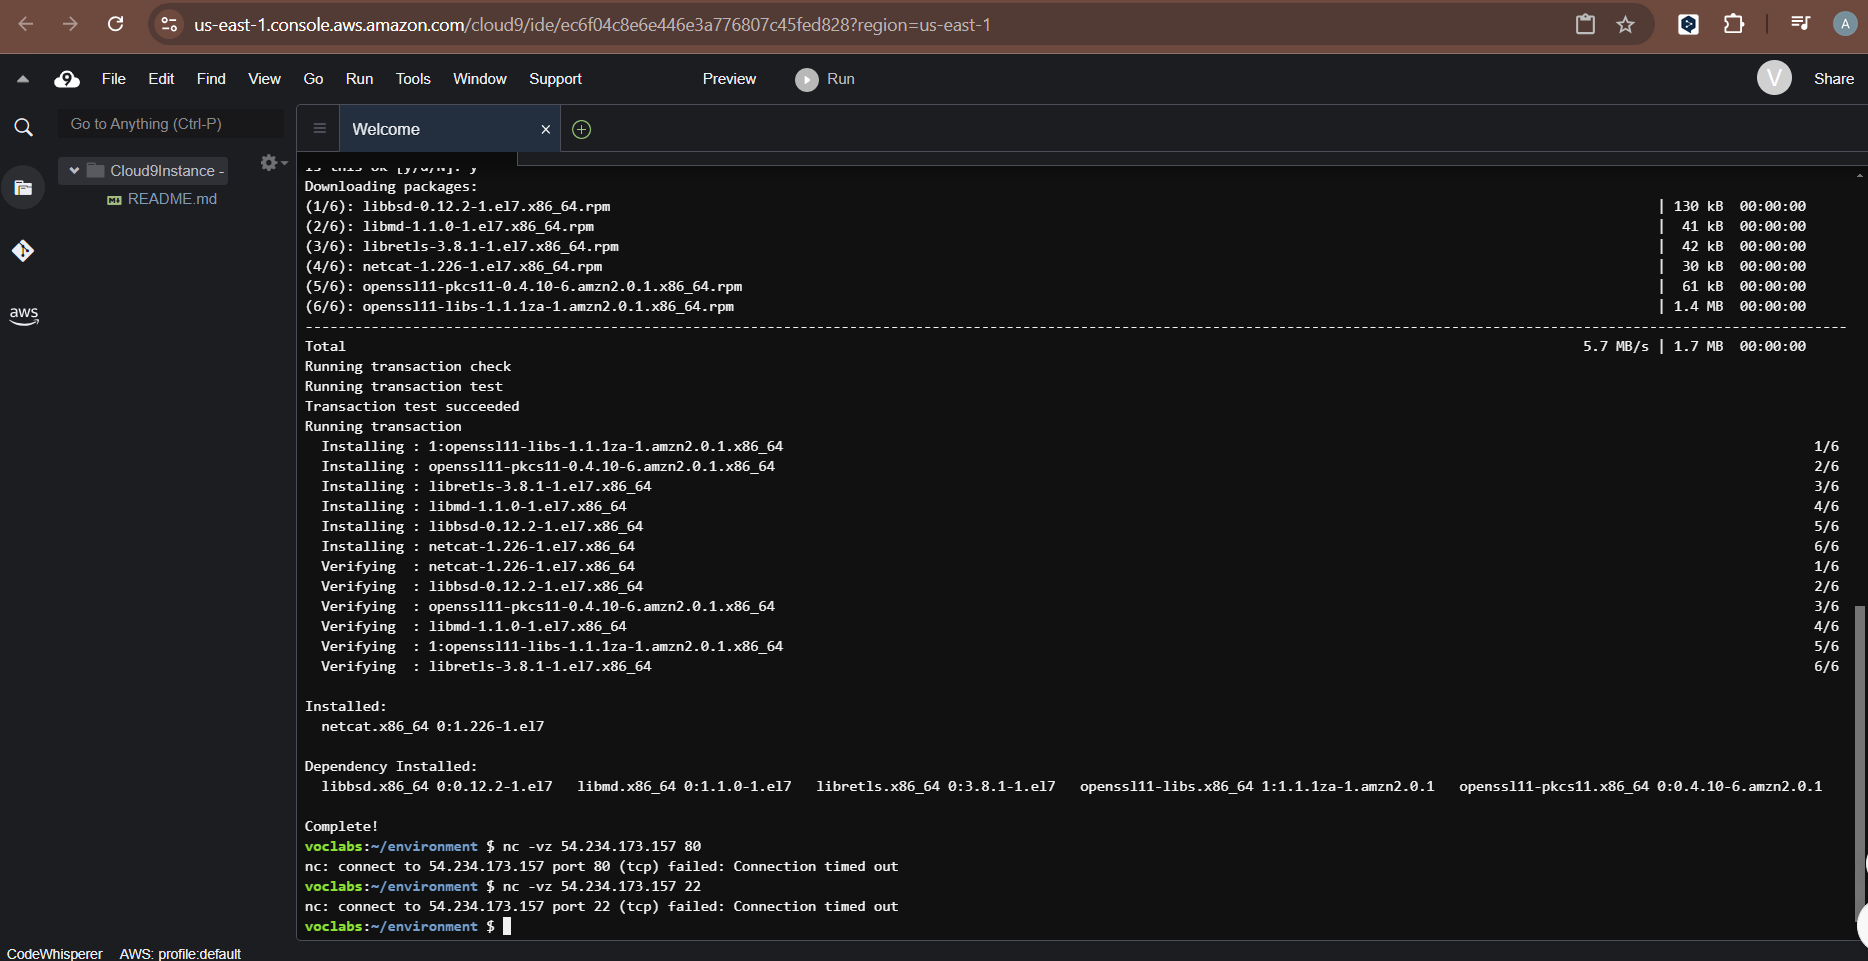 us-east-1.console.aws.amazon.com/cloud9/ide/ec6f04c8e6e446e3a776807c45fed828?region=us-east-1
A
9 File Edit Find View Go Run Tools Window Support Preview Run V Share
Go to Anything (Ctrl-P)
Welcome
Cloud9Instance -
README.md
aws
Is this ok [y/d/N]: y
Downloading packages:
(1/6): libbsd-0.12.2-1.el7.x86_64.rpm | 130 kB 00:00:00
(2/6): libmd-1.1.0-1.el7.x86_64.rpm | 41 kB 00:00:00
(3/6): libretls-3.8.1-1.el7.x86_64.rpm | 42 kB 00:00:00
(4/6): netcat-1.226-1.el7.x86_64.rpm | 30 kB 00:00:00
(5/6): openssl11-pkcs11-0.4.10-6.amzn2.0.1.x86_64.rpm | 61 kB 00:00:00
(6/6): openssl11-libs-1.1.1za-1.amzn2.0.1.x86_64.rpm | 1.4 MB 00:00:00
Total 5.7 MB/s | 1.7 MB 00:00:00
Running transaction check
Running transaction test
Transaction test succeeded
Running transaction
Installing : 1:openssl11-libs-1.1.1za-1.amzn2.0.1.x86_64 1/6
Installing : openssl11-pkcs11-0.4.10-6.amzn2.0.1.x86_64 2/6
Installing : libretls-3.8.1-1.el7.x86_64 3/6
Installing : libmd-1.1.0-1.el7.x86_64 4/6
Installing : libbsd-0.12.2-1.el7.x86_64 5/6
Installing : netcat-1.226-1.el7.x86_64 6/6
Verifying : netcat-1.226-1.el7.x86_64 1/6
Verifying : libbsd-0.12.2-1.el7.x86_64 2/6
Verifying : openssl11-pkcs11-0.4.10-6.amzn2.0.1.x86_64 3/6
Verifying : libmd-1.1.0-1.el7.x86_64 4/6
Verifying : 1:openssl11-libs-1.1.1za-1.amzn2.0.1.x86_64 5/6
Verifying : libretls-3.8.1-1.el7.x86_64 6/6
Installed:
netcat.x86_64 0:1.226-1.el7
Dependency Installed:
libbsd.x86_64 0:0.12.2-1.el7 libmd.x86_64 0:1.1.0-1.el7 libretls.x86_64 0:3.8.1-1.el7 openssl11-libs.x86_64 1:1.1.1za-1.amzn2.0.1 openssl11-pkcs11.x86_64 0:0.4.10-6.amzn2.0.1
Complete!
voclabs:~/environment $ nc -vz 54.234.173.157 80
nc: connect to 54.234.173.157 port 80 (tcp) failed: Connection timed out
voclabs:~/environment $ nc -vz 54.234.173.157 22
nc: connect to 54.234.173.157 port 22 (tcp) failed: Connection timed out
voclabs:~/environment $
CodeWhisperer AWS: profile:default